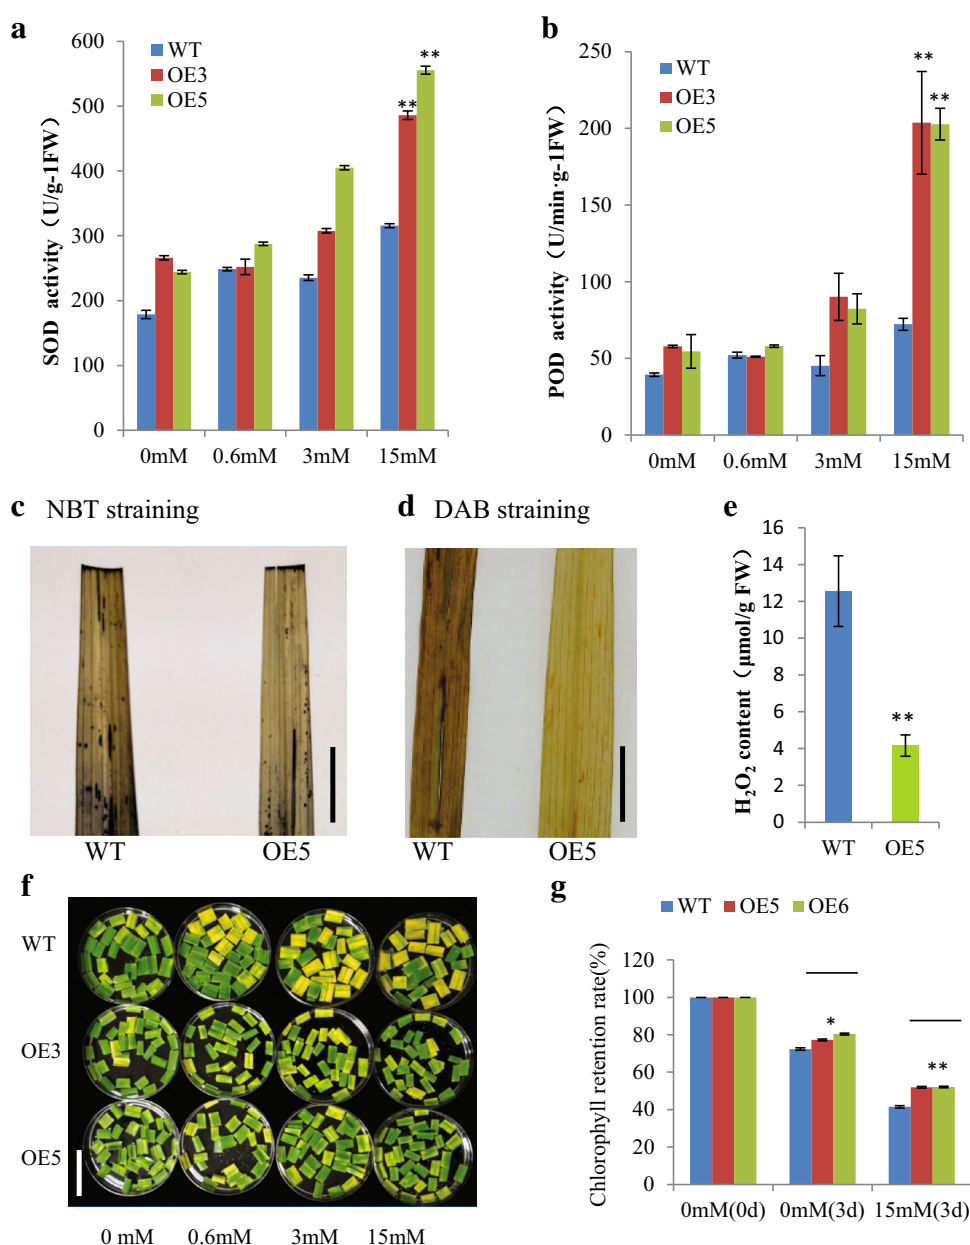 a
SOD activity（U/g-1FW）
600
500
400
300
200
100
0
WT
OE3
OE5
**
**
0mM 0.6mM 3mM 15mM
b
POD activity（U/min·g-1FW）
250
200
150
100
50
0
WT
OE3
OE5
**
**
0mM 0.6mM 3mM 15mM
c NBT straining
WT OE5
d DAB straining
WT OE5
e
H₂O₂ content（μmol/g FW）
16
14
12
10
8
6
4
2
0
**
WT OE5
f
WT
OE3
OE5
0 mM 0.6mM 3mM 15mM
g
WT OE5 OE6
Chlorophyll retention rate(%)
120
100
80
60
40
20
0
*
**
0mM(0d) 0mM(3d) 15mM(3d)